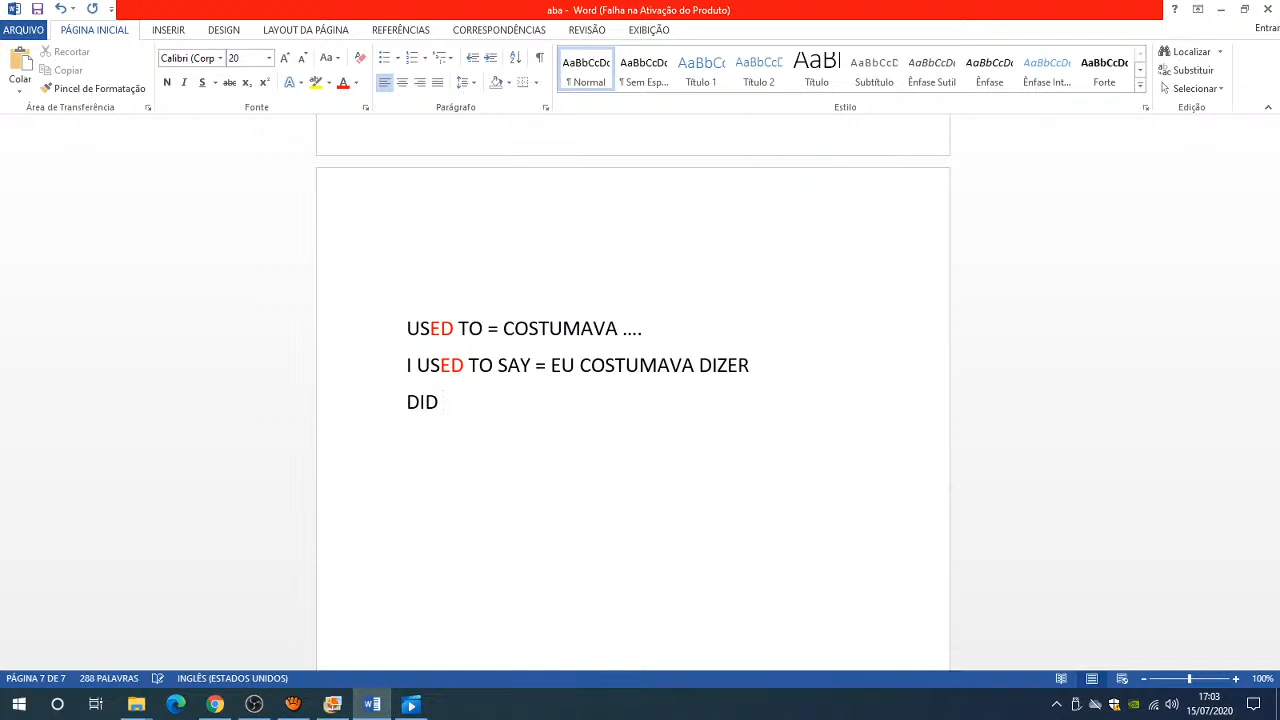 aba - Word (Falha na Ativação do Produto)
ARQUIVO PÁGINA INICIAL INSERIR DESIGN LAYOUT DA PÁGINA REFERÊNCIAS CORRESPONDÊNCIAS REVISÃO EXIBIÇÃO Entrar
Colar
Recortar
Copiar
Pincel de Formatação
Área de Transferência
Calibri (Corp 20
Fonte
Parágrafo
AaBbCcDc AaBbCcDc AaBbCc AaBbCcC AaBl AaBbCcC AaBbCcDc AaBbCcDc AaBbCcDc AaBbCcDc
¶ Normal ¶ Sem Esp... Título 1 Título 2 Título Subtítulo Ênfase Sutil Ênfase Ênfase Int... Forte
Estilo
Localizar
Substituir
Selecionar
Edição
USED TO = COSTUMAVA ....
I USED TO SAY = EU COSTUMAVA DIZER
DID
PÁGINA 7 DE 7 288 PALAVRAS INGLÊS (ESTADOS UNIDOS) 100%
17:03
15/07/2020